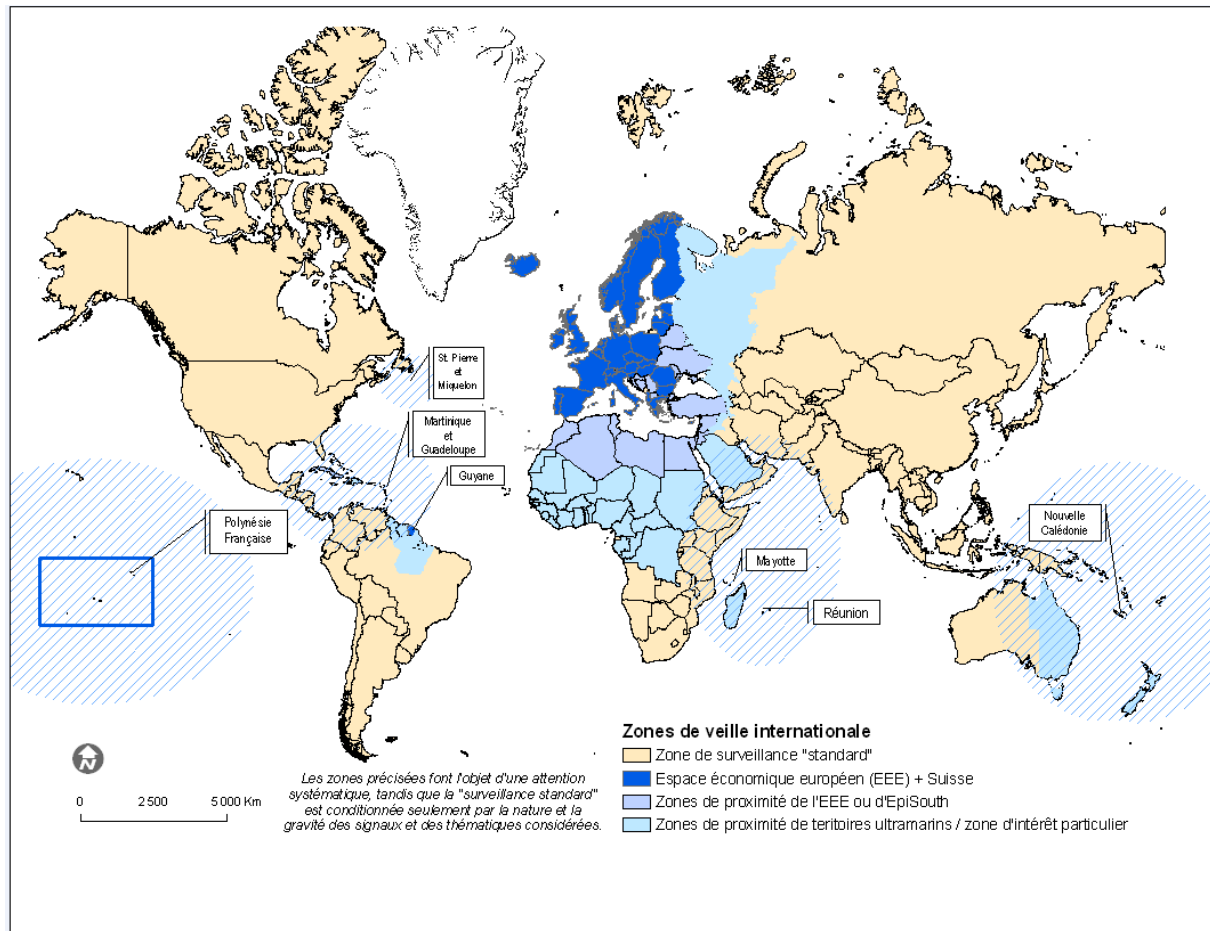 St. Pierre
et
Miquelon
Martinique
et
Guadeloupe
Guyane
Polynésie
Française
Nouvelle
Calédonie
Mayotte
Réunion
Zones de veille internationale
Zone de surveillance "standard"
Espace économique européen (EEE) + Suisse
Zones de proximité de l'EEE ou d'EpiSouth
Zones de proximité de teritoires ultramarins / zone d'intérêt particulier
N
0 2 500 5 000 Km
Les zones précisées font l'objet d'une attention
systématique, tandis que la "surveillance standard"
est conditionnée seulement par la nature et la
gravité des signaux et des thématiques considérées.